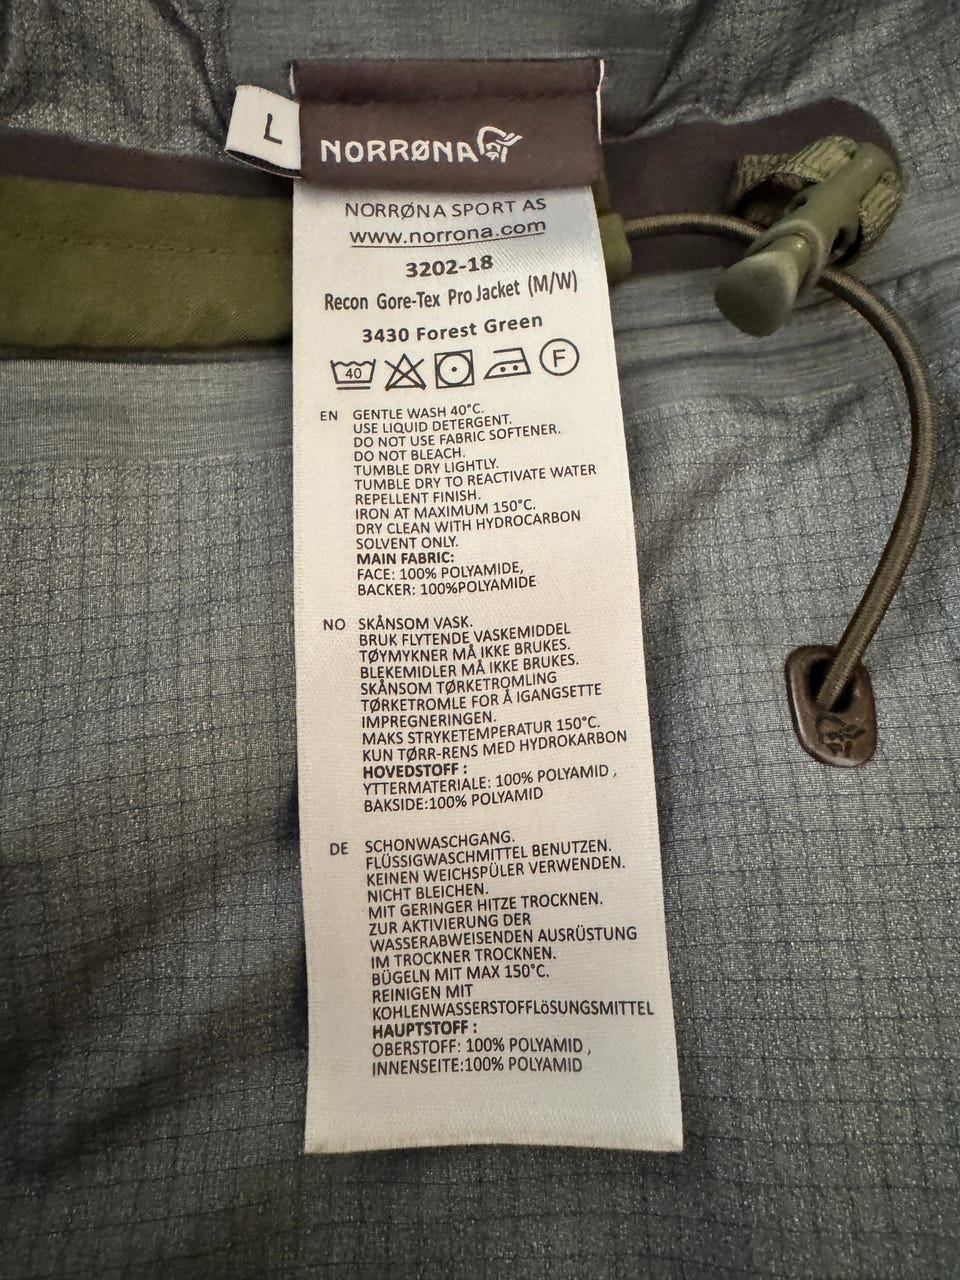 L
NORRØNA
NORRØNA SPORT AS
www.norrona.com
3202-18
Recon Gore-Tex Pro Jacket (M/W)
3430 Forest Green
40 F
EN GENTLE WASH 40°C.
USE LIQUID DETERGENT.
DO NOT USE FABRIC SOFTENER.
DO NOT BLEACH.
TUMBLE DRY LIGHTLY.
TUMBLE DRY TO REACTIVATE WATER
REPELLENT FINISH.
IRON AT MAXIMUM 150°C.
DRY CLEAN WITH HYDROCARBON
SOLVENT ONLY.
MAIN FABRIC:
FACE: 100% POLYAMIDE,
BACKER: 100%POLYAMIDE
NO SKÅNSOM VASK.
BRUK FLYTENDE VASKEMIDDEL
TØYMYKNER MÅ IKKE BRUKES.
BLEKEMIDLER MÅ IKKE BRUKES.
SKÅNSOM TØRKETROMLING
TØRKETROMLE FOR Å IGANGSETTE
IMPREGNERINGEN.
MAKS STRYKETEMPERATUR 150°C.
KUN TØRR-RENS MED HYDROKARBON
HOVEDSTOFF :
YTTERMATERIALE: 100% POLYAMID ,
BAKSIDE:100% POLYAMID
DE SCHONWASCHGANG.
FLÜSSIGWASCHMITTEL BENUTZEN.
KEINEN WEICHSPÜLER VERWENDEN.
NICHT BLEICHEN.
MIT GERINGER HITZE TROCKNEN.
ZUR AKTIVIERUNG DER
WASSERABWEISENDEN AUSRÜSTUNG
IM TROCKNER TROCKNEN.
BÜGELN MIT MAX 150°C.
REINIGEN MIT
KOHLENWASSERSTOFFLöSUNGSMITTEL
HAUPTSTOFF :
OBERSTOFF: 100% POLYAMID ,
INNENSEITE:100% POLYAMID